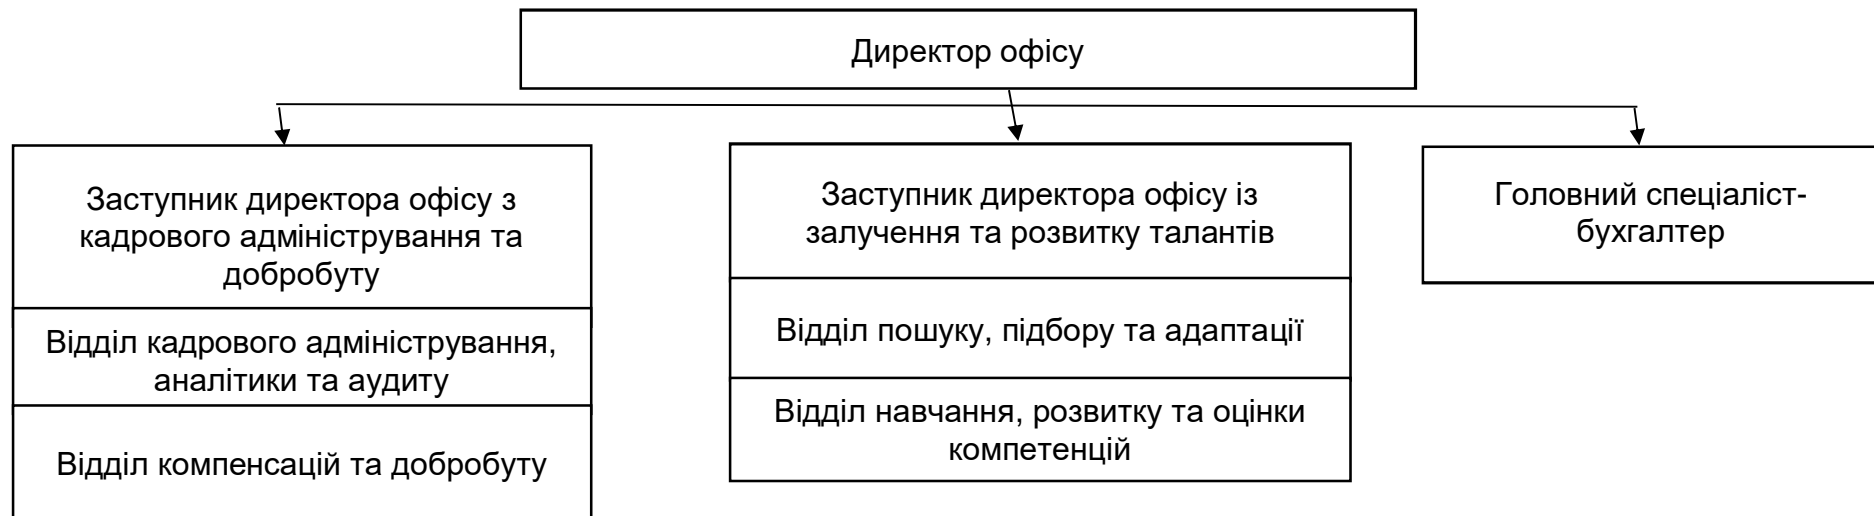 Директор офісу
Заступник директора офісу з
кадрового адміністрування та
добробуту
Відділ кадрового адміністрування,
аналітики та аудиту
Відділ компенсацій та добробуту
Заступник директора офісу із
залучення та розвитку талантів
Відділ пошуку, підбору та адаптації
Відділ навчання, розвитку та оцінки
компетенцій
Головний спеціаліст-
бухгалтер